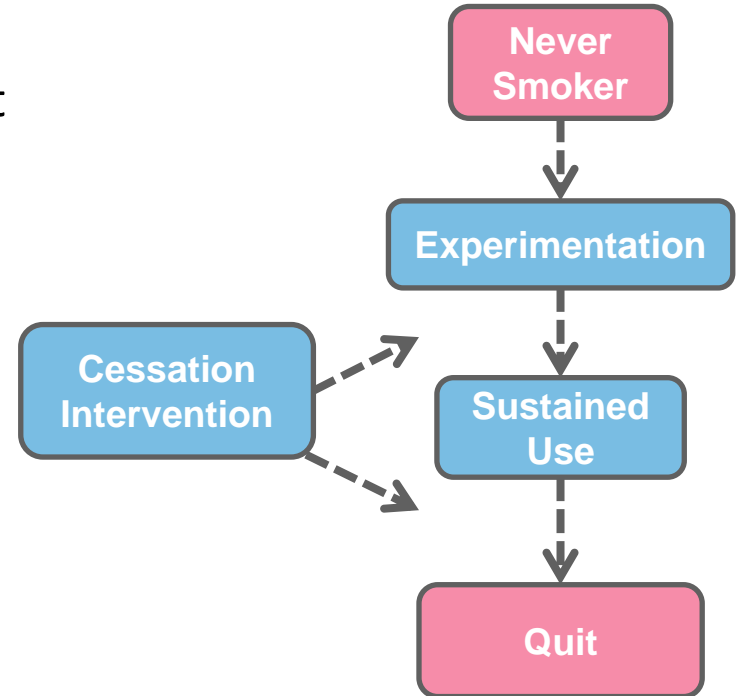 Never
Smoker
t
Experimentation
Cessation
Intervention
Sustained
Use
Quit